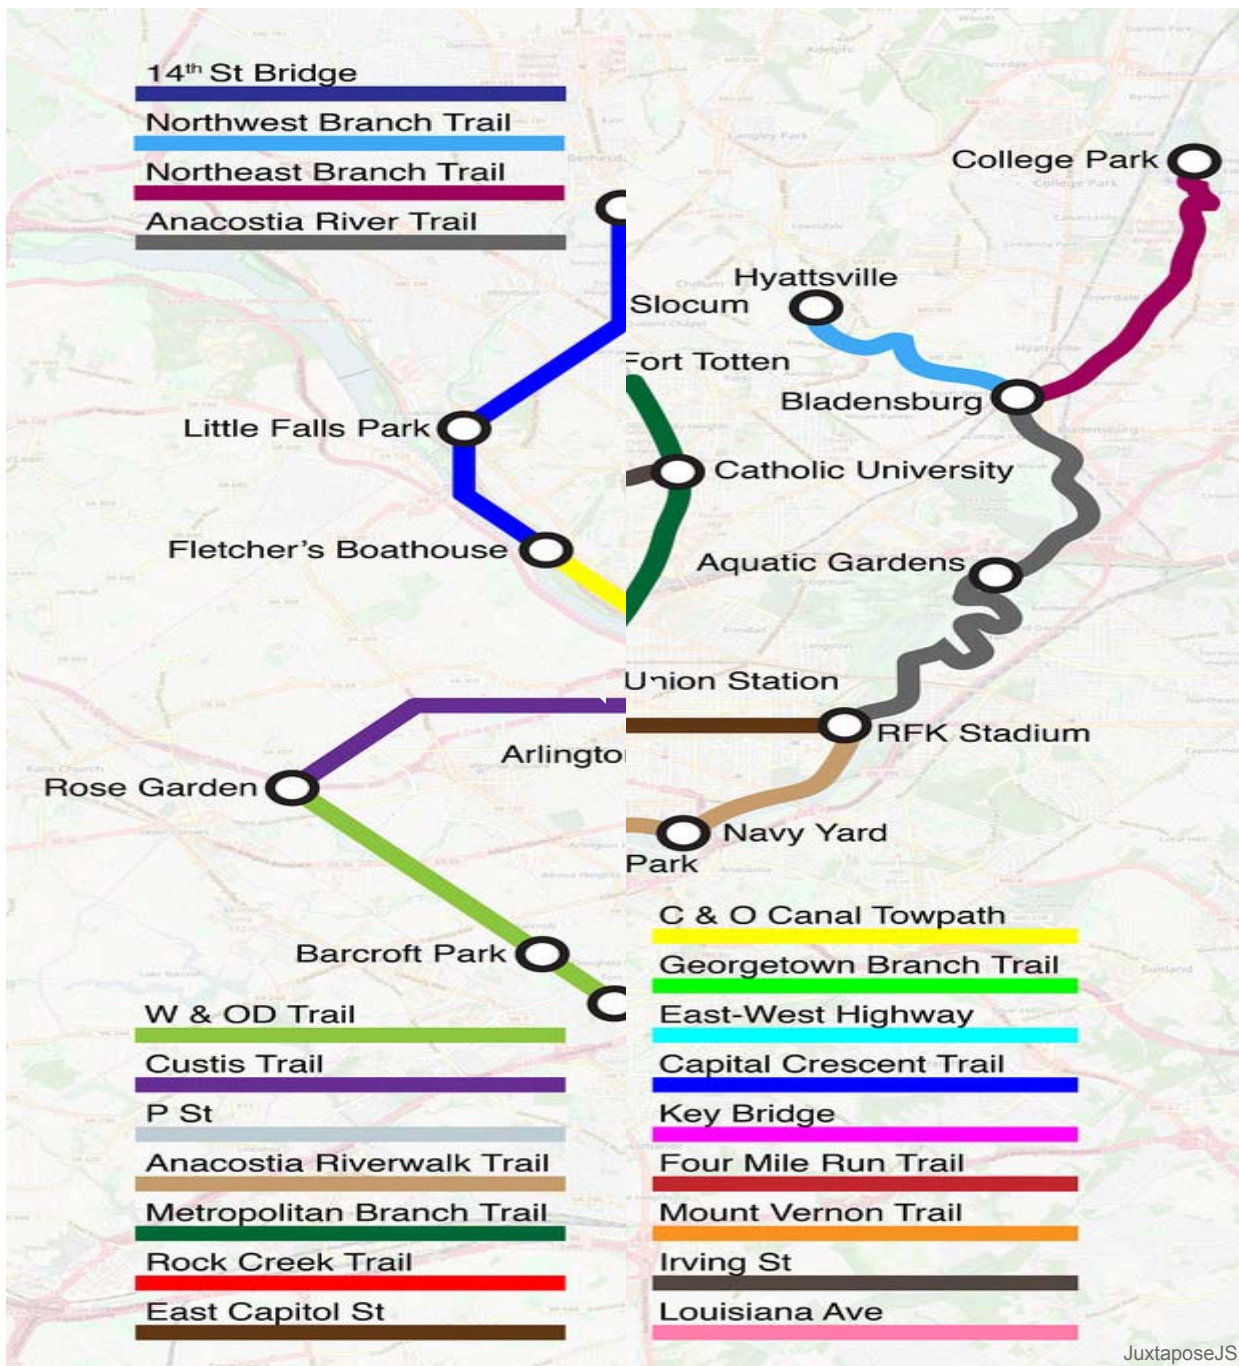 14th St Bridge
Northwest Branch Trail
Northeast Branch Trail
Anacostia River Trail
College Park
Hyattsville
Slocum
Fort Totten
Bladensburg
Little Falls Park
Catholic University
Fletcher’s Boathouse
Aquatic Gardens
Union Station
RFK Stadium
Arlingto
Rose Garden
Navy Yard
Park
Barcroft Park
W & OD Trail
Custis Trail
P St
Anacostia Riverwalk Trail
Metropolitan Branch Trail
Rock Creek Trail
East Capitol St
C & O Canal Towpath
Georgetown Branch Trail
East-West Highway
Capital Crescent Trail
Key Bridge
Four Mile Run Trail
Mount Vernon Trail
Irving St
Louisiana Ave
JuxtaposeJS